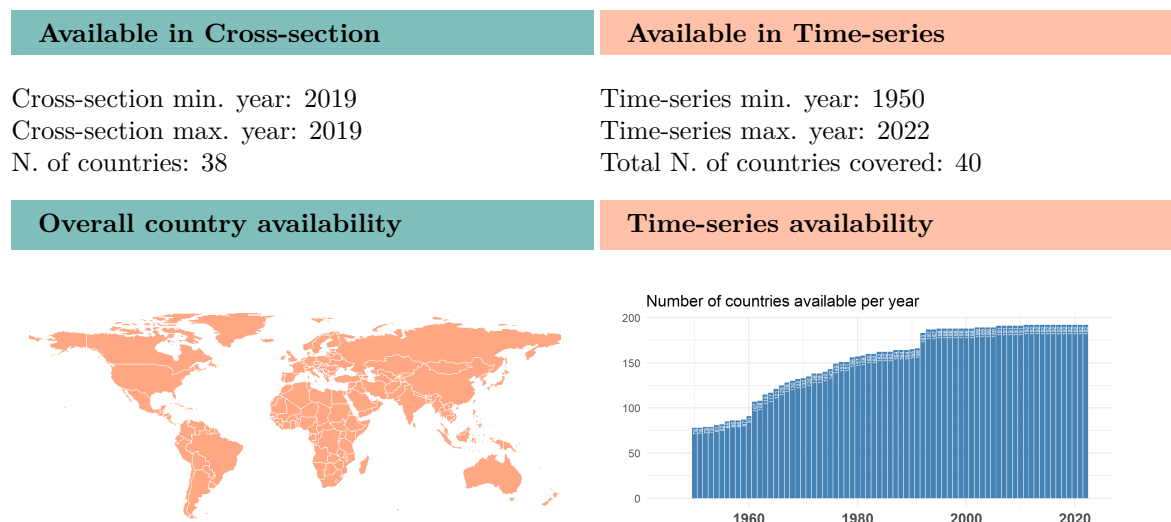 Available in Cross-section
Available in Time-series
Cross-section min. year: 2019
Cross-section max. year: 2019
N. of countries: 38
Time-series min. year: 1950
Time-series max. year: 2022
Total N. of countries covered: 40
Overall country availability
Time-series availability
Number of countries available per year
200
150
100
50
0
1960 1980 2000 2020